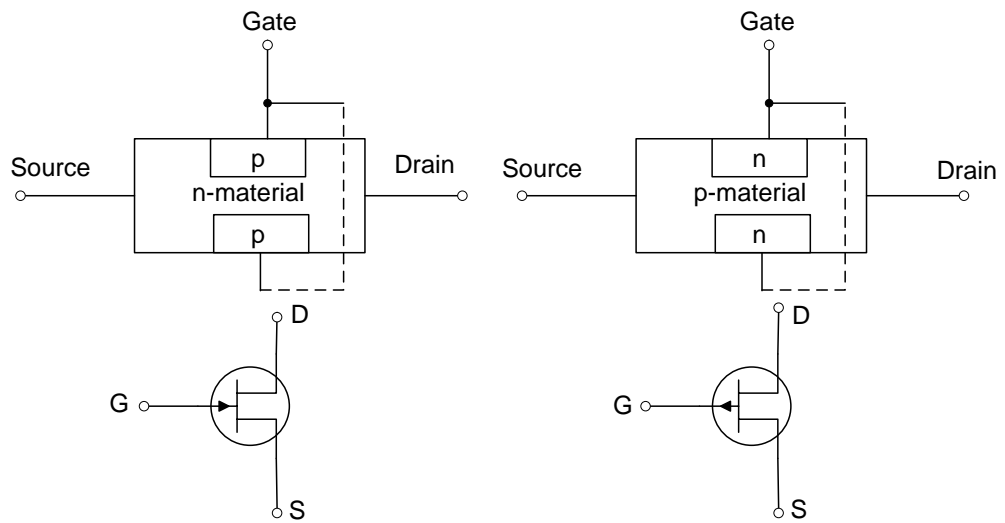 Gate
p
Source
n-material
Drain
p
D
G
S
Gate
n
Source
p-material
Drain
n
D
G
S